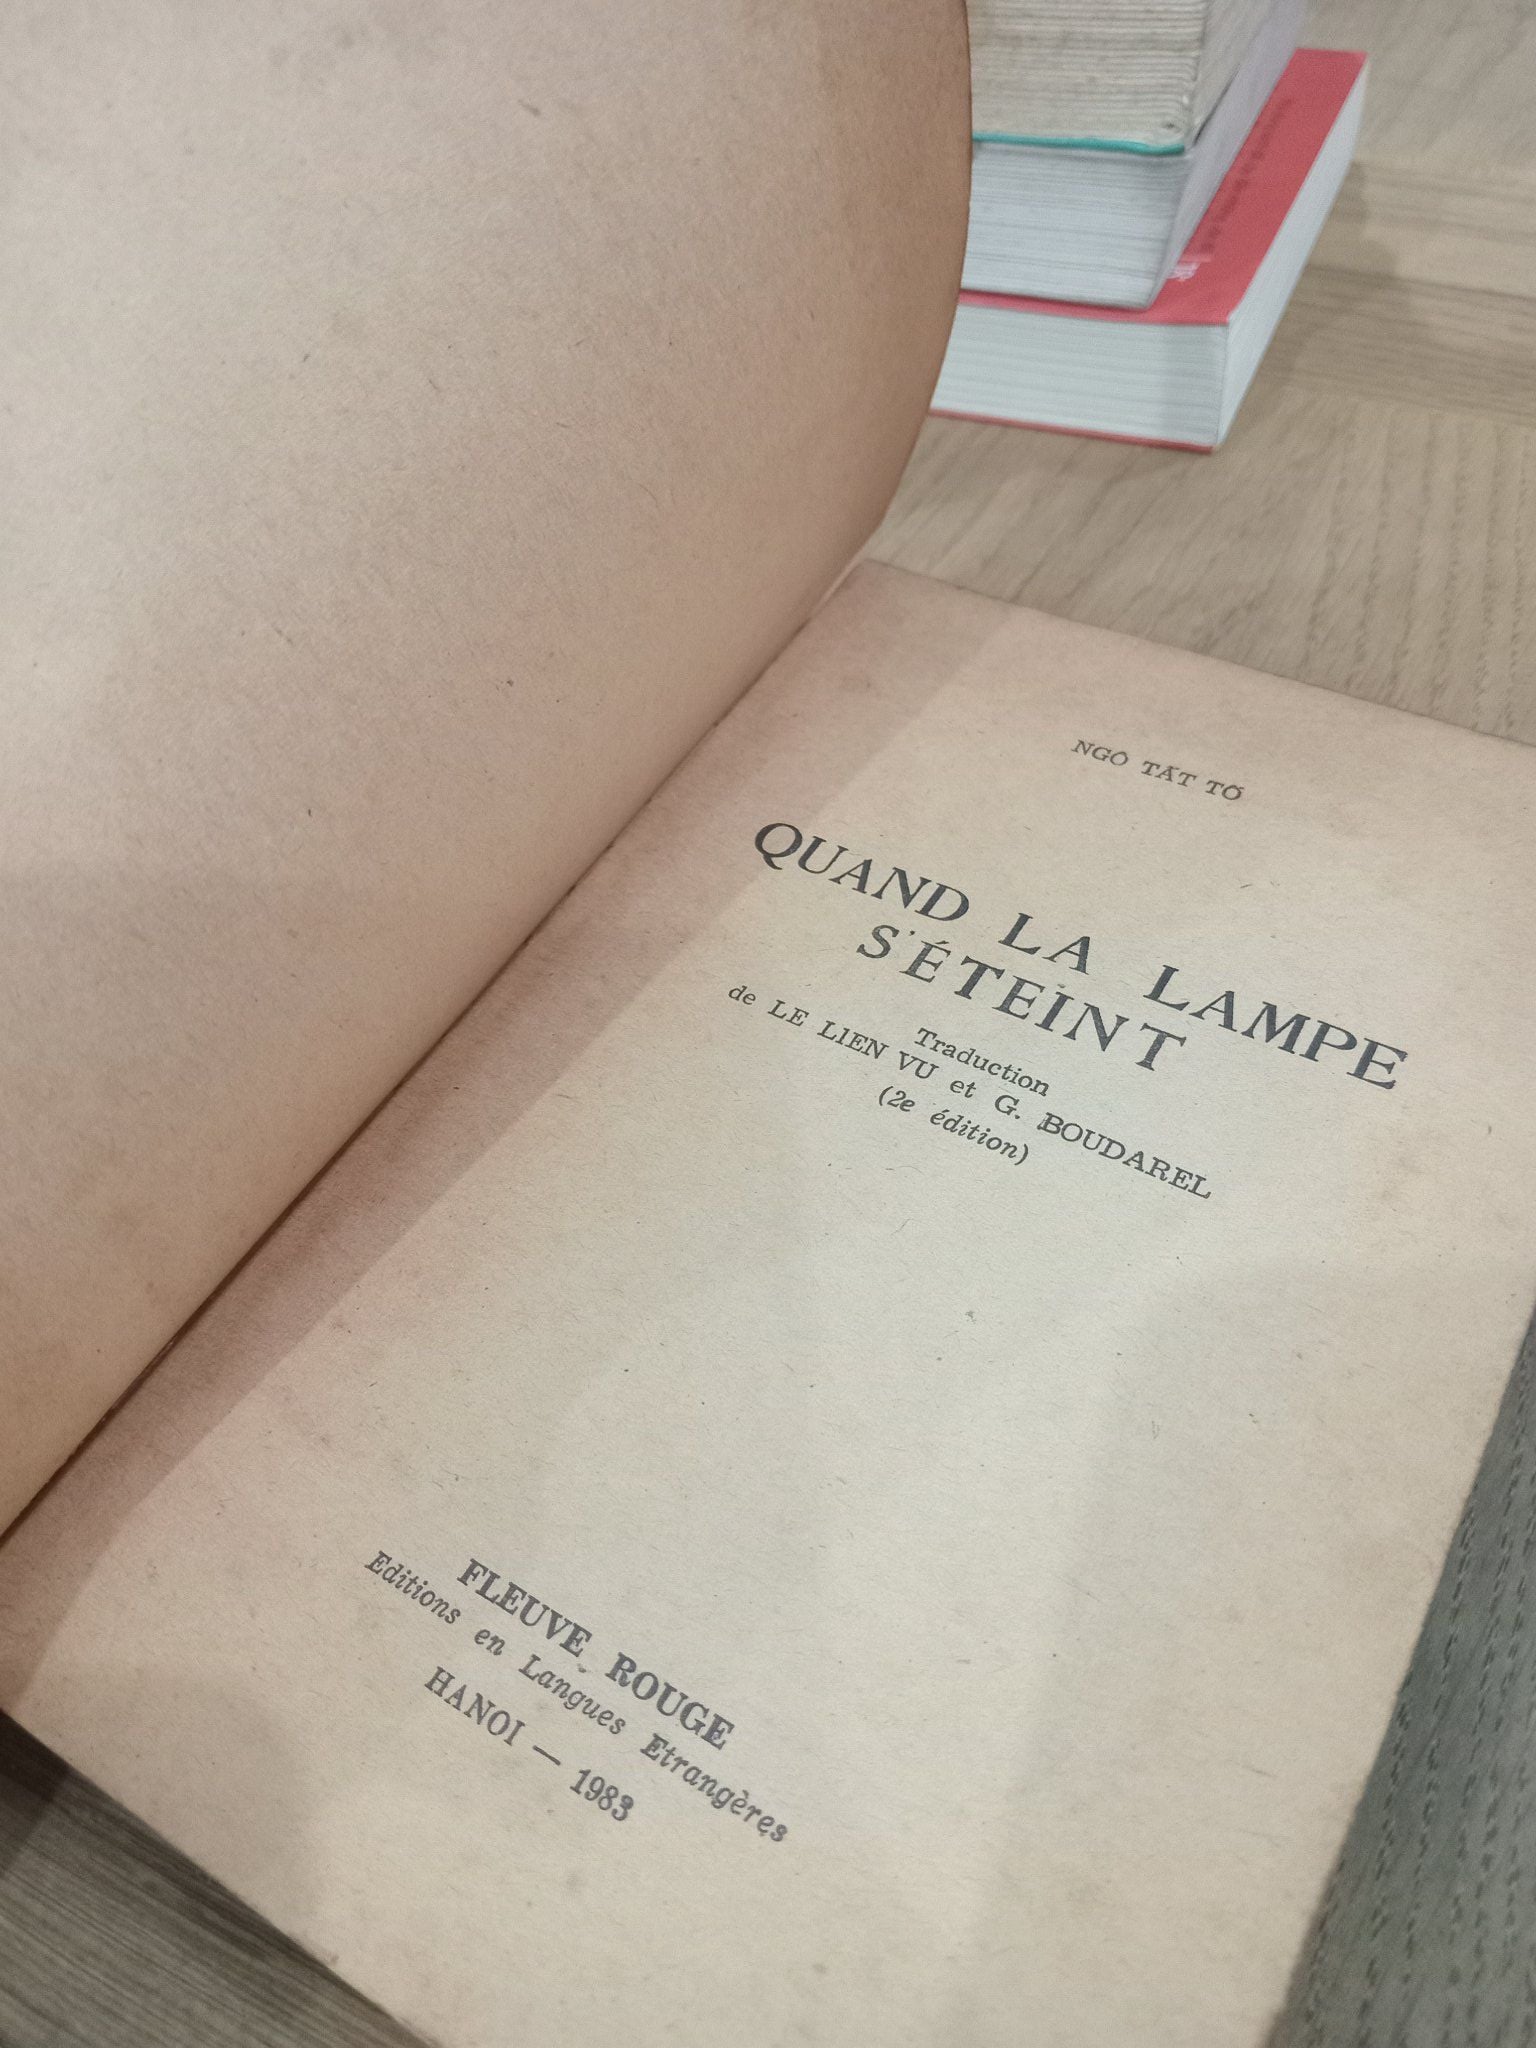 NGÔ TẤT TỐ
QUAND LA LAMPE
S'ÉTEINT
Traduction
de LE LIEN VU et G. BOUDAREL
(2e édition)
FLEUVE ROUGE
Editions en Langues Etrangères
HANOI — 1983